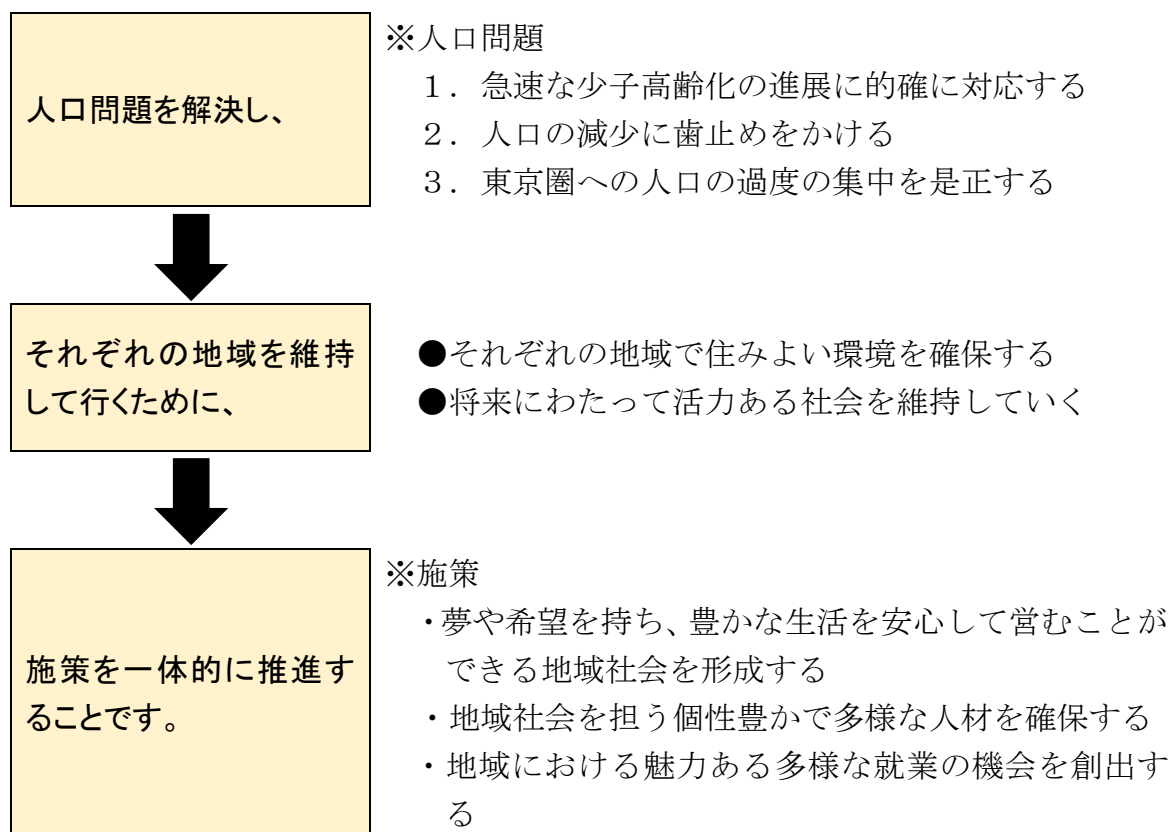 人口問題を解決し、
※人口問題
１．急速な少子高齢化の進展に的確に対応する
２．人口の減少に歯止めをかける
３．東京圏への人口の過度の集中を是正する
それぞれの地域を維持
して行くために、
●それぞれの地域で住みよい環境を確保する
●将来にわたって活力ある社会を維持していく
施策を一体的に推進す
ることです。
※施策
・夢や希望を持ち、豊かな生活を安心して営むことが
できる地域社会を形成する
・地域社会を担う個性豊かで多様な人材を確保する
・地域における魅力ある多様な就業の機会を創出す
る